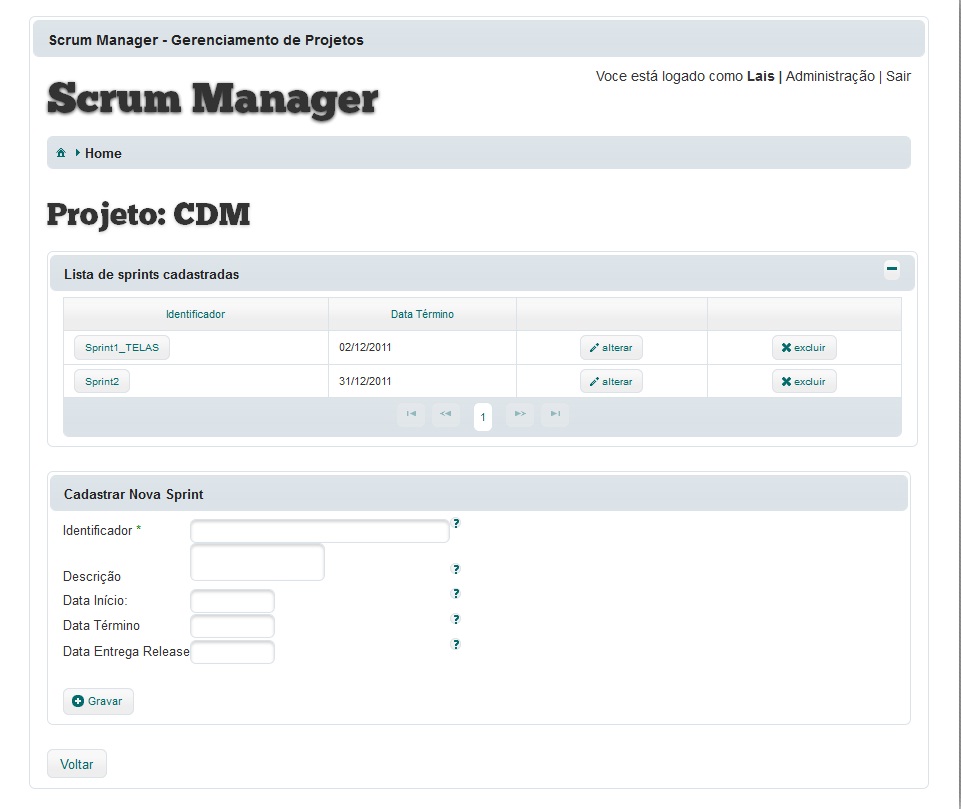 Scrum Manager - Gerenciamento de Projetos
Voce está logado como Lais | Administração | Sair
Scrum Manager
Home
Projeto: CDM
Lista de sprints cadastradas
Identificador Data Término
Sprint1_TELAS 02/12/2011 alterar excluir
Sprint2 31/12/2011 alterar excluir
1
Cadastrar Nova Sprint
Identificador * ?
Descrição ?
Data Início: ?
Data Término ?
Data Entrega Release ?
Gravar
Voltar